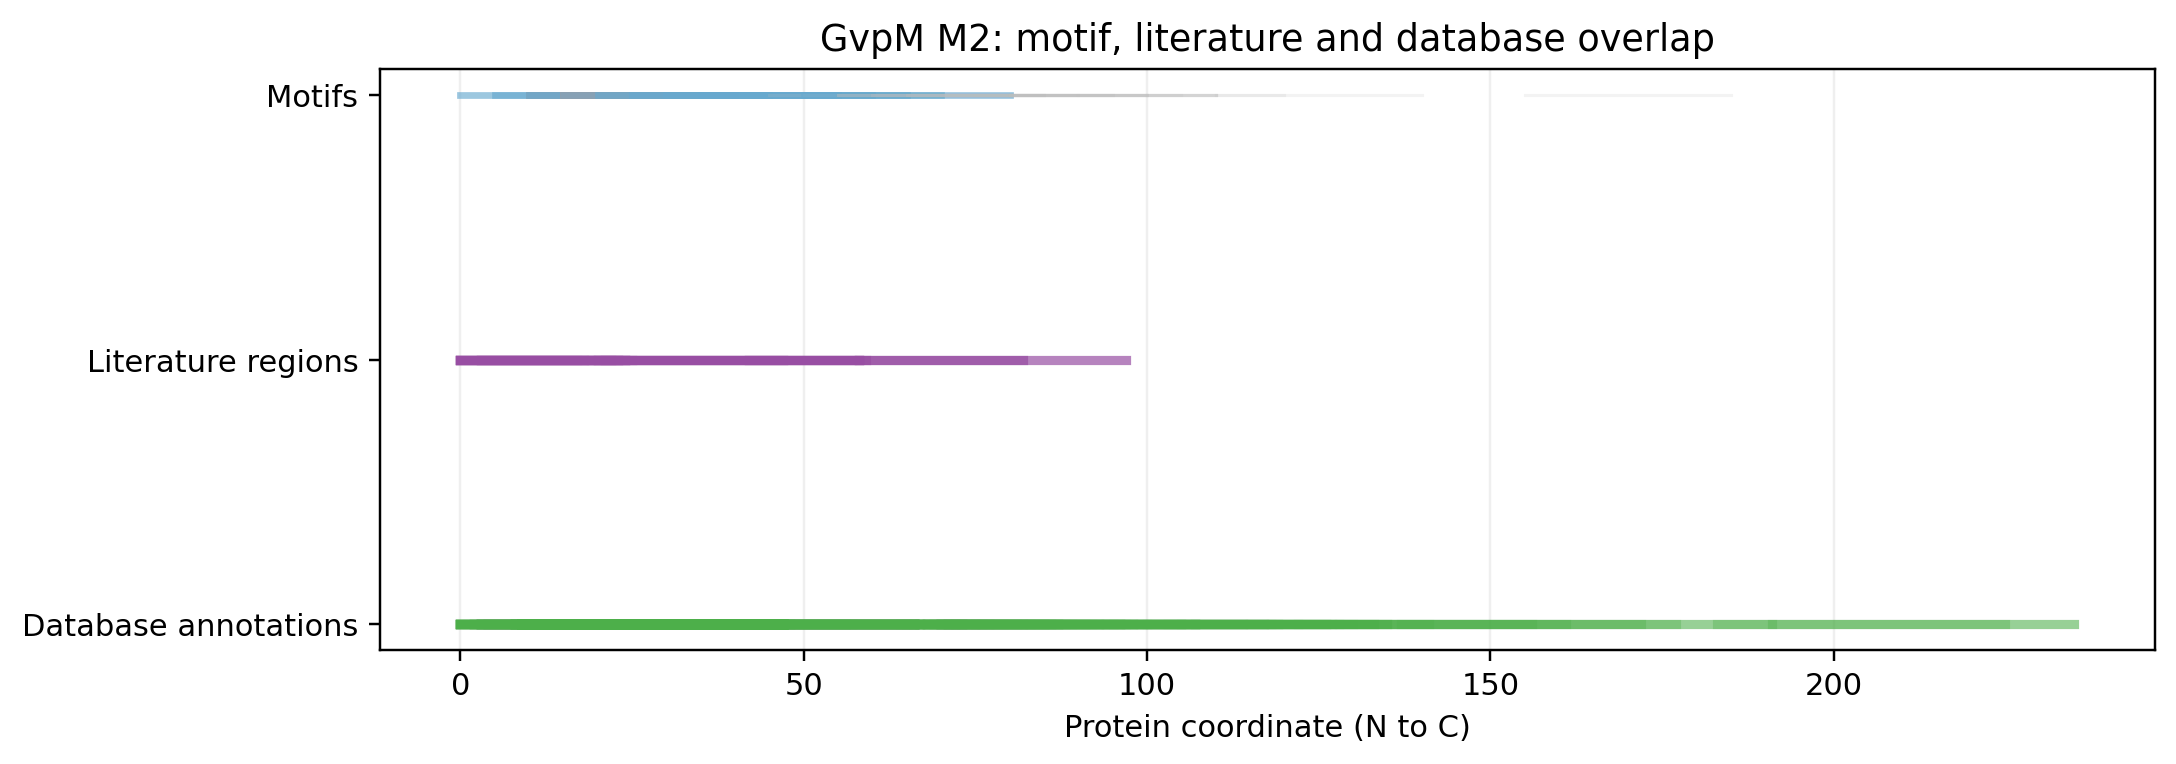 GvpM M2: motif, literature and database overlap
Motifs
Literature regions
Database annotations
0 50 100 150 200
Protein coordinate (N to C)